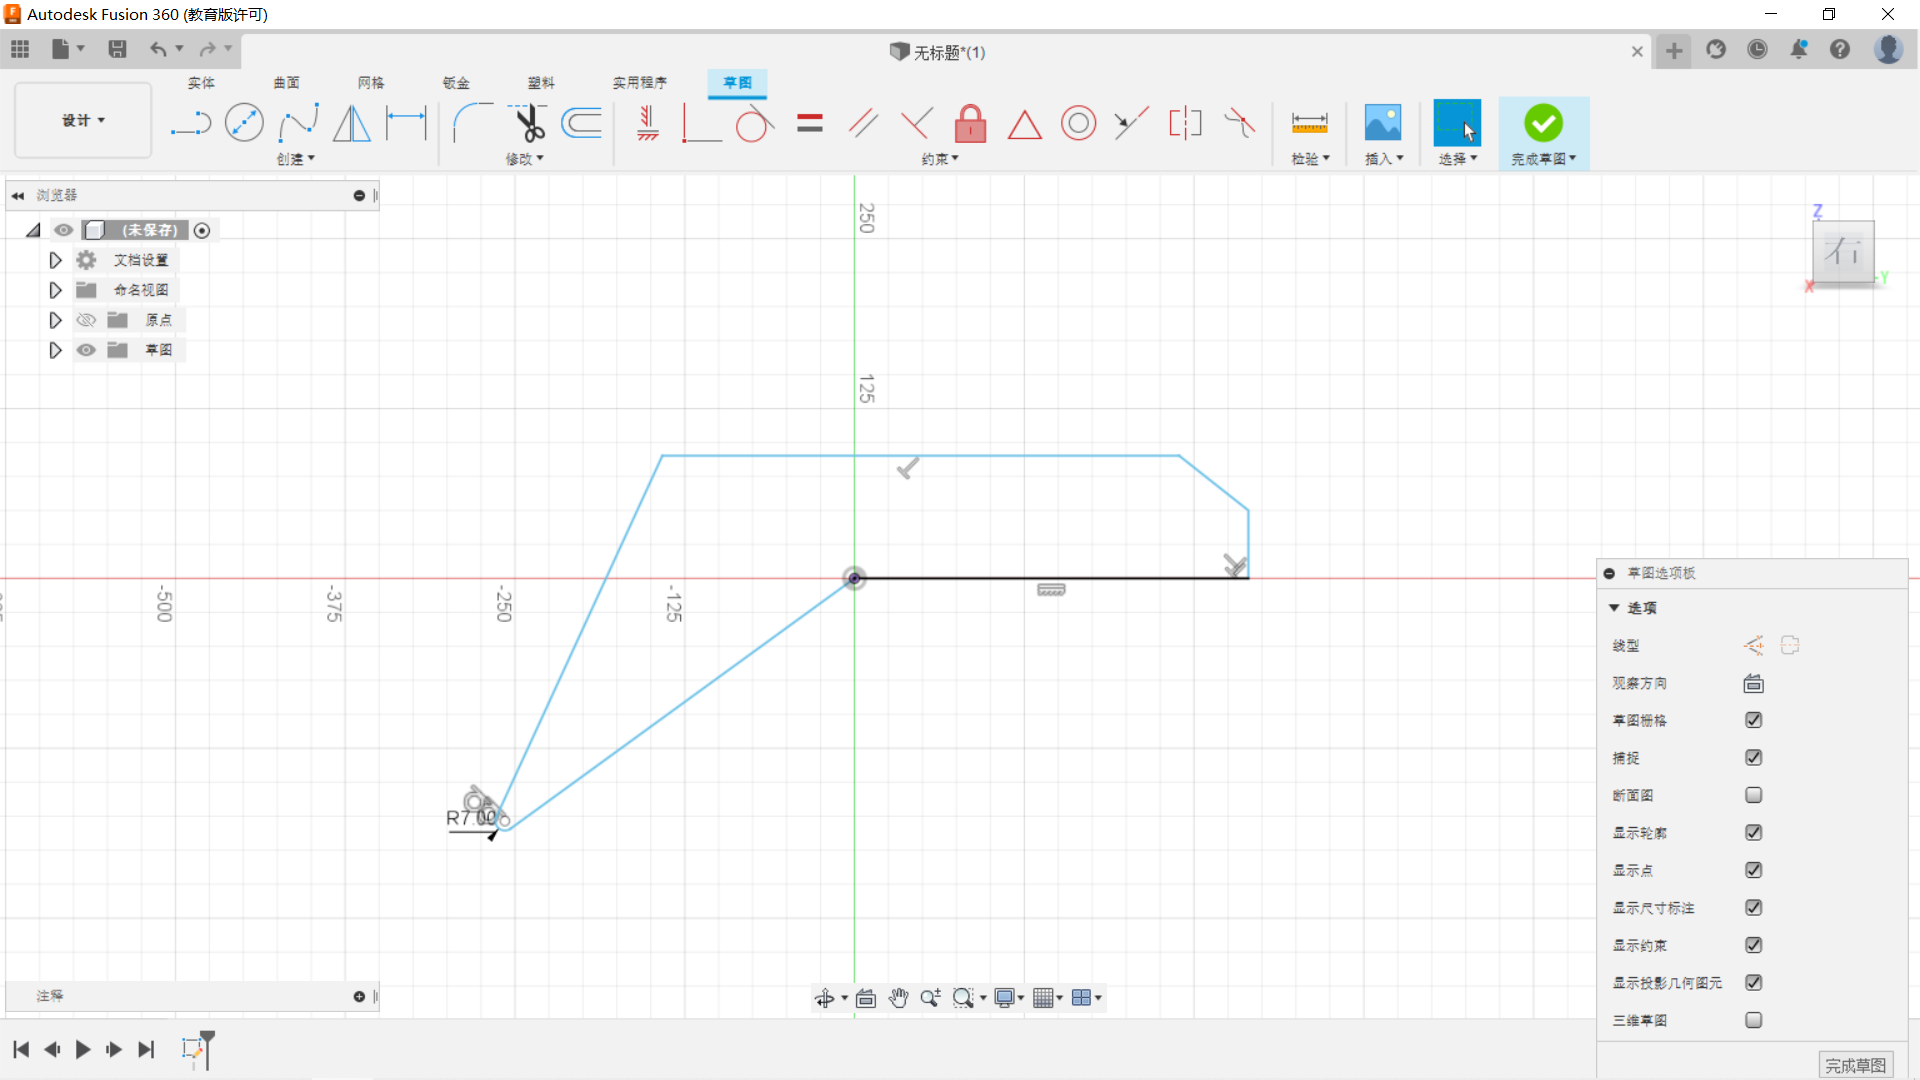 Autodesk Fusion 360 (教育版许可)
无标题*(1)
实体 曲面 网格 钣金 塑料 实用程序 草图
设计
创建 修改 约束 检验 插入 选择 完成草图
浏览器
(未保存)
文档设置
命名视图
原点
草图
250
125
-500
-375
-250
-125
R7.00
Z
右
X
Y
草图选项板
选项
线型
观察方向
草图栅格
捕捉
断面图
显示轮廓
显示点
显示尺寸标注
显示约束
显示投影几何图元
三维草图
完成草图
注释